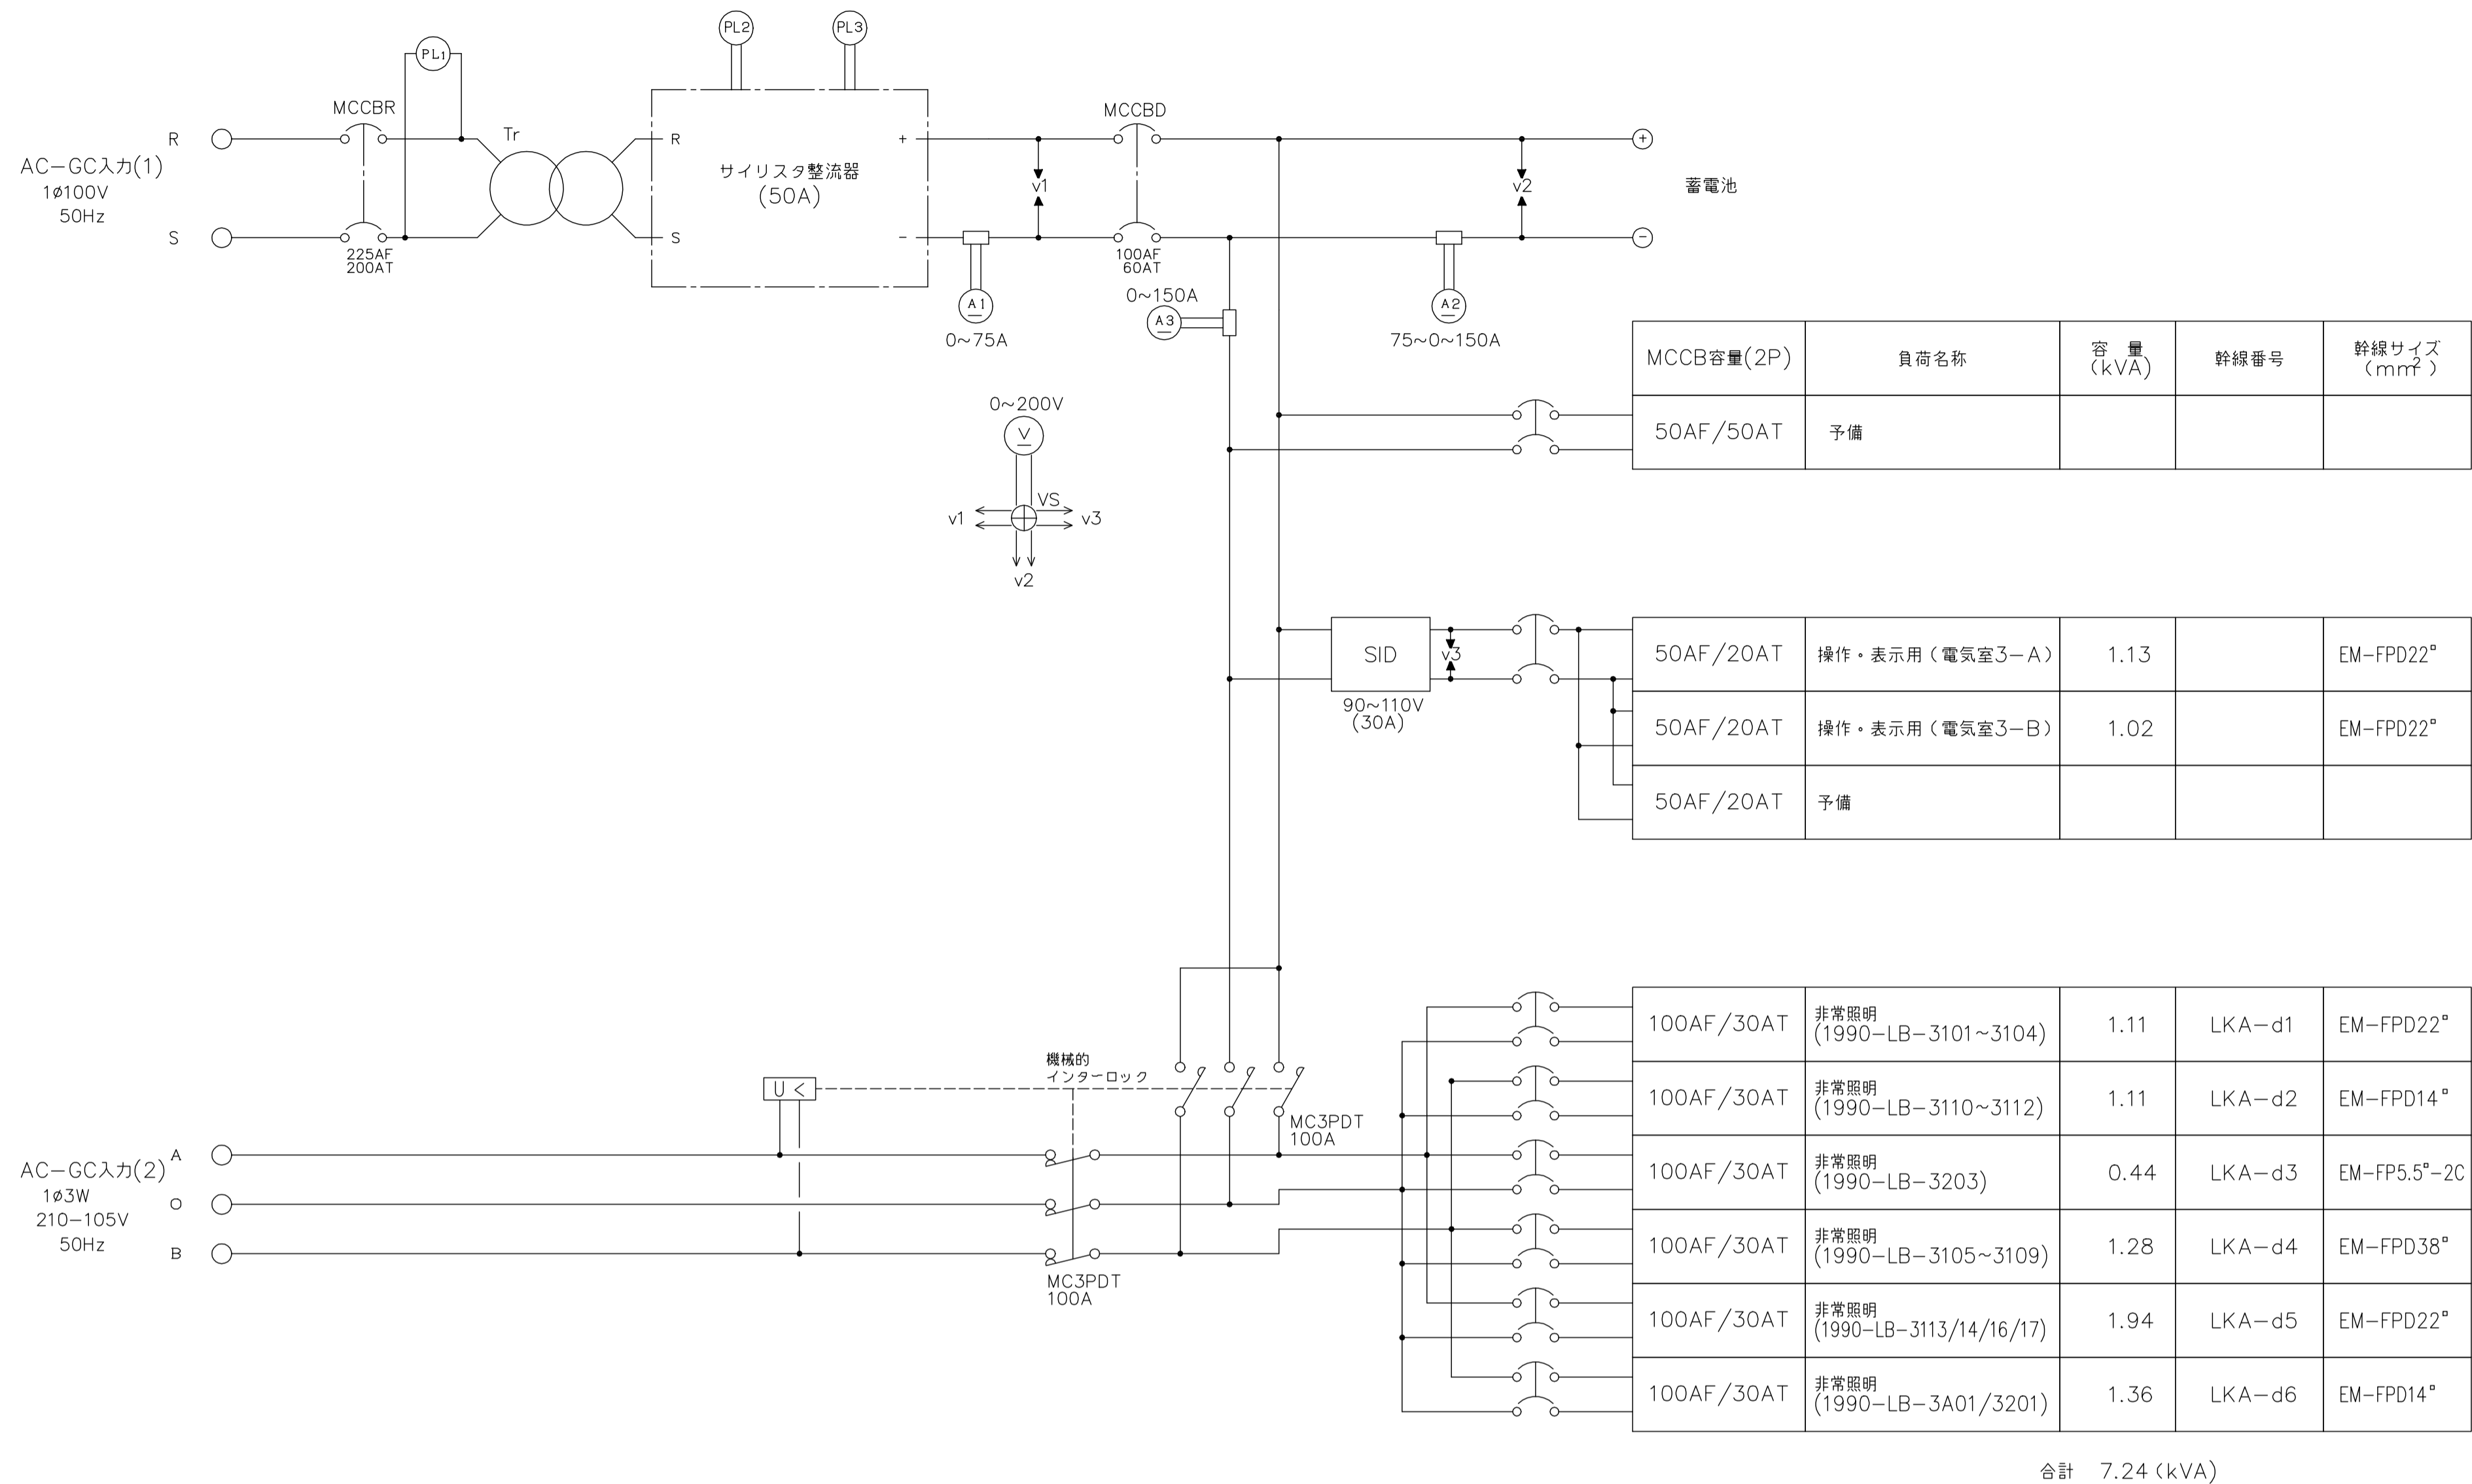 PL2
PL3
PL1
MCCBR
MCCBD
R
Tr
R
+
+
AC-GC入力(1)
1φ100V
50Hz
サイリスタ整流器
(50A)
v1
v2
蓄電池
S
S
−
−
225AF
200AT
100AF
60AT
A1
0~75A
0~150A
A3
A2
75~0~150A
MCCB容量(2P)
負荷名称
容 量
(kVA)
幹線番号
幹線サイズ
(mm²)
50AF/50AT
予備
0~200V
V
VS
v1
v3
v2
SID
90~110V
(30A)
v3
50AF/20AT
操作・表示用(電気室3-A)
1.13
EM-FPD22□
50AF/20AT
操作・表示用(電気室3-B)
1.02
EM-FPD22□
50AF/20AT
予備
機械的
インターロック
U <
MC3PDT
100A
AC-GC入力(2)
1φ3W
210-105V
50Hz
A
O
B
MC3PDT
100A
100AF/30AT
非常照明
(1990-LB-3101~3104)
1.11
LKA-d1
EM-FPD22□
100AF/30AT
非常照明
(1990-LB-3110~3112)
1.11
LKA-d2
EM-FPD14□
100AF/30AT
非常照明
(1990-LB-3203)
0.44
LKA-d3
EM-FP5.5□-2C
100AF/30AT
非常照明
(1990-LB-3105~3109)
1.28
LKA-d4
EM-FPD38□
100AF/30AT
非常照明
(1990-LB-3113/14/16/17)
1.94
LKA-d5
EM-FPD22□
100AF/30AT
非常照明
(1990-LB-3A01/3201)
1.36
LKA-d6
EM-FPD14□
合計 7.24 (kVA)